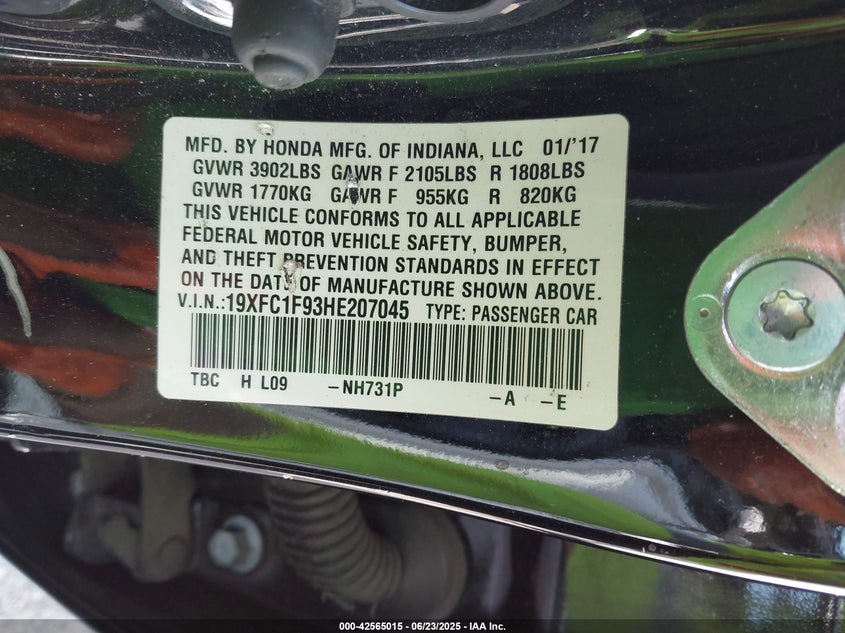 MFD. BY HONDA MFG. OF INDIANA, LLC 01/'17
GVWR 3902LBS GAWR F 2105LBS R 1808LBS
GVWR 1770KG GAWR F 955KG R 820KG
THIS VEHICLE CONFORMS TO ALL APPLICABLE
FEDERAL MOTOR VEHICLE SAFETY, BUMPER,
AND THEFT PREVENTION STANDARDS IN EFFECT
ON THE DATE OF MANUFACTURE SHOWN ABOVE.
V.I.N.:19XFC1F93HE207045 TYPE: PASSENGER CAR
TBC H L09 -NH731P -A -E
000-42565015 - 06/23/2025 - IAA Inc.